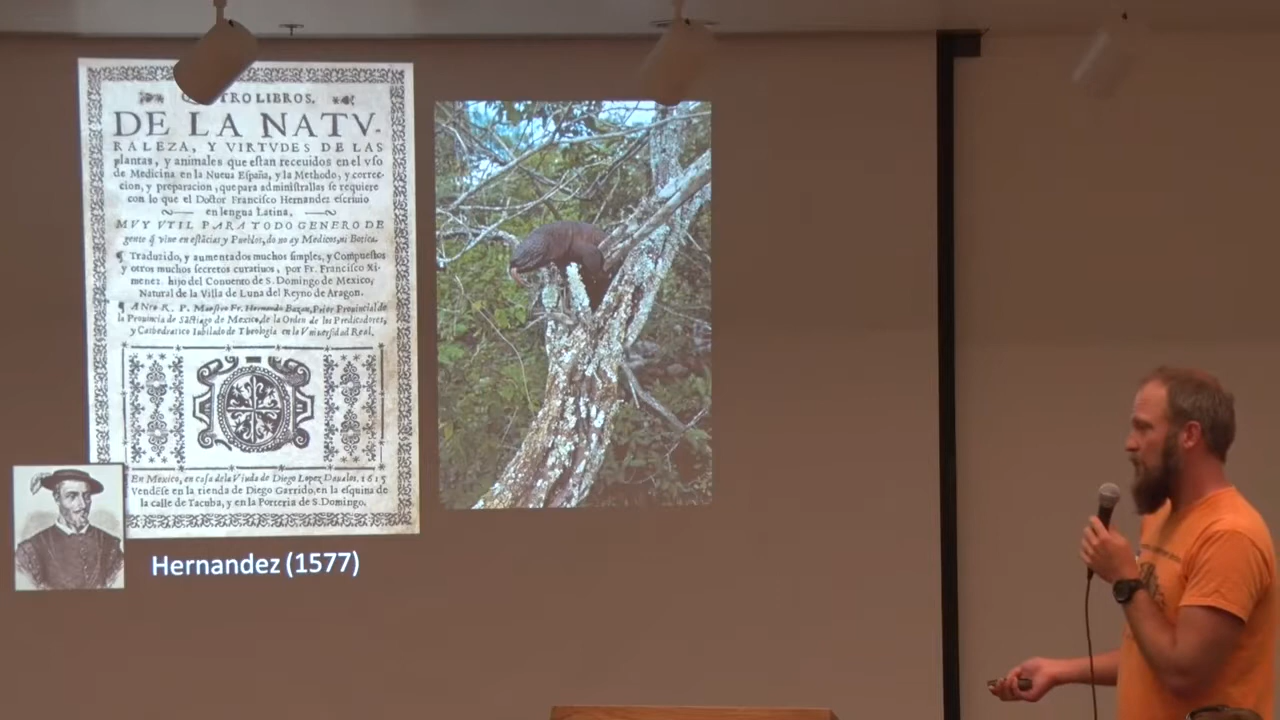 TRO LIBROS.
DE LA NATV-
RALEZA, Y VIRTVDES DE LAS
plantas, y animales que eſtan receuidos en el vſo
de Medicina en la Nueua Eſpaña, y la Methodo, y correc-
cion, y preparacion, que para adminiſtrallas ſe requiere
con lo que el Doctor Franciſco Hernandez eſcriuio
en lengua Latina.
MVY VTIL PARA TODO GENERO DE
gente q̃ viue en eſtãcias y Pueblos, do no ay Medicos, ni Botica.
¶ Traduzido, y aumentados muchos ſimples, y Compueſtos
y otros muchos ſecretos curatiuos, por Fr. Franciſco Xi-
menez hijo del Conuento de S. Domingo de Mexico,
Natural de la Villa de Luna del Reyno de Aragon.
¶ A Nro R. P. Maeſtro Fr. Hernando Bazan, Prior Prouincial de
la Prouincia de Sãctiago de Mexico, de la Orden de los Predicadores,
y Cathedratico Iubilado de Theologia en la Vniuerſidad Real.
En Mexico, en caſa de la Viuda de Diego Lopez Daualos. 1615
Vendeſe en la tienda de Diego Garrido, en la eſquina de
la calle de Tacuba, y en la Porteria de S. Domingo.
Hernandez (1577)